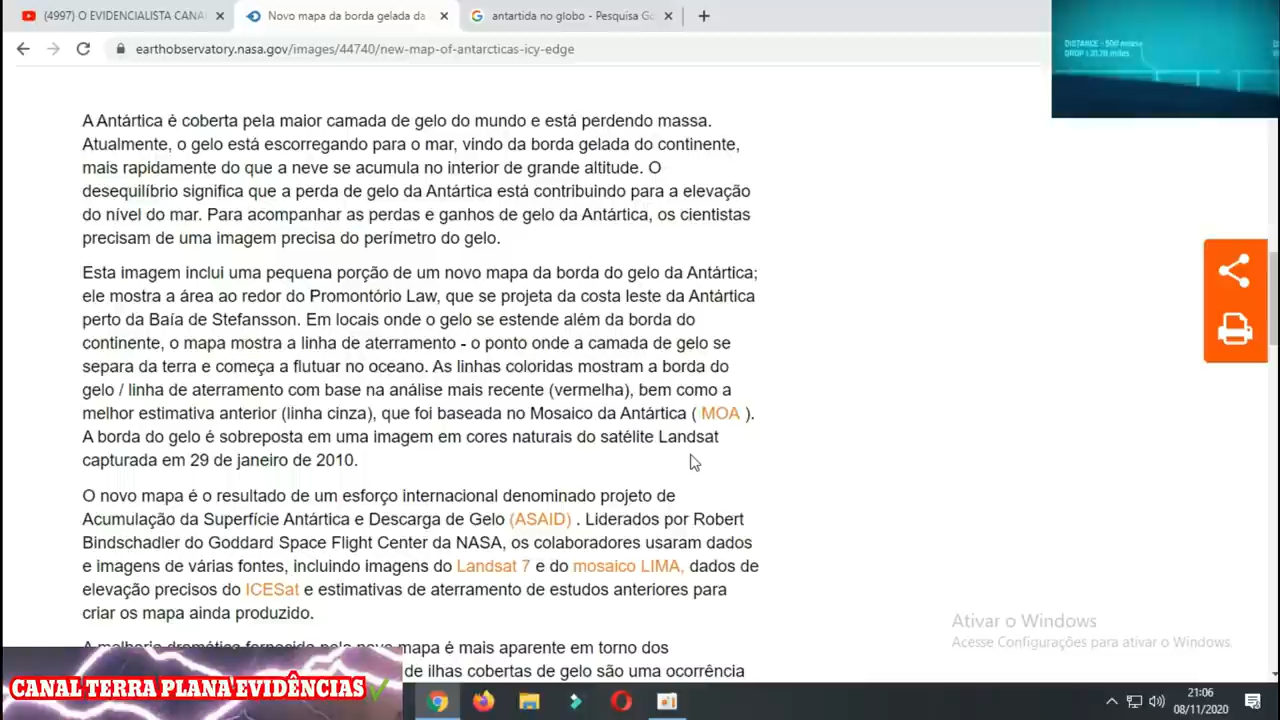 (4997) O EVIDENCIALISTA CANA
Novo mapa da borda gelada da
antartida no globo - Pesquisa Go
earthobservatory.nasa.gov/images/44740/new-map-of-antarcticas-icy-edge
A Antártica é coberta pela maior camada de gelo do mundo e está perdendo massa.
Atualmente, o gelo está escorregando para o mar, vindo da borda gelada do continente,
mais rapidamente do que a neve se acumula no interior de grande altitude. O
desequilíbrio significa que a perda de gelo da Antártica está contribuindo para a elevação
do nível do mar. Para acompanhar as perdas e ganhos de gelo da Antártica, os cientistas
precisam de uma imagem precisa do perímetro do gelo.
Esta imagem inclui uma pequena porção de um novo mapa da borda do gelo da Antártica;
ele mostra a área ao redor do Promontório Law, que se projeta da costa leste da Antártica
perto da Baía de Stefansson. Em locais onde o gelo se estende além da borda do
continente, o mapa mostra a linha de aterramento - o ponto onde a camada de gelo se
separa da terra e começa a flutuar no oceano. As linhas coloridas mostram a borda do
gelo / linha de aterramento com base na análise mais recente (vermelha), bem como a
melhor estimativa anterior (linha cinza), que foi baseada no Mosaico da Antártica ( MOA ).
A borda do gelo é sobreposta em uma imagem em cores naturais do satélite Landsat
capturada em 29 de janeiro de 2010.
O novo mapa é o resultado de um esforço internacional denominado projeto de
Acumulação da Superfície Antártica e Descarga de Gelo (ASAID) . Liderados por Robert
Bindschadler do Goddard Space Flight Center da NASA, os colaboradores usaram dados
e imagens de várias fontes, incluindo imagens do Landsat 7 e do mosaico LIMA, dados de
elevação precisos do ICESat e estimativas de aterramento de estudos anteriores para
criar os mapa ainda produzido.
A melhoria dramática fornecida pelo novo mapa é mais aparente em torno dos
de ilhas cobertas de gelo são uma ocorrência
Ativar o Windows
Acesse Configurações para ativar o Windows.
CANAL TERRA PLANA EVIDÊNCIAS
21:06
08/11/2020